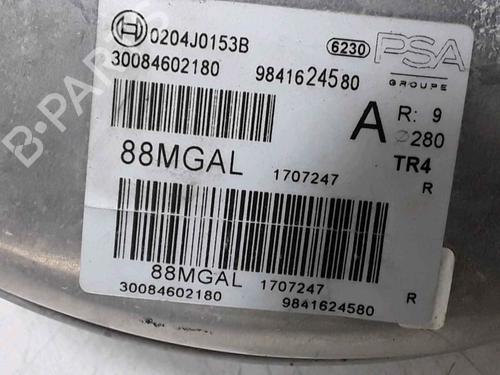 0204J0153B 6230 PSA
30084602180 9841624580 GROUPE
A R: 9
⌀280
88MGAL 1707247 TR4
R
88MGAL 1707247
30084602180 9841624580 R
B-PARTS